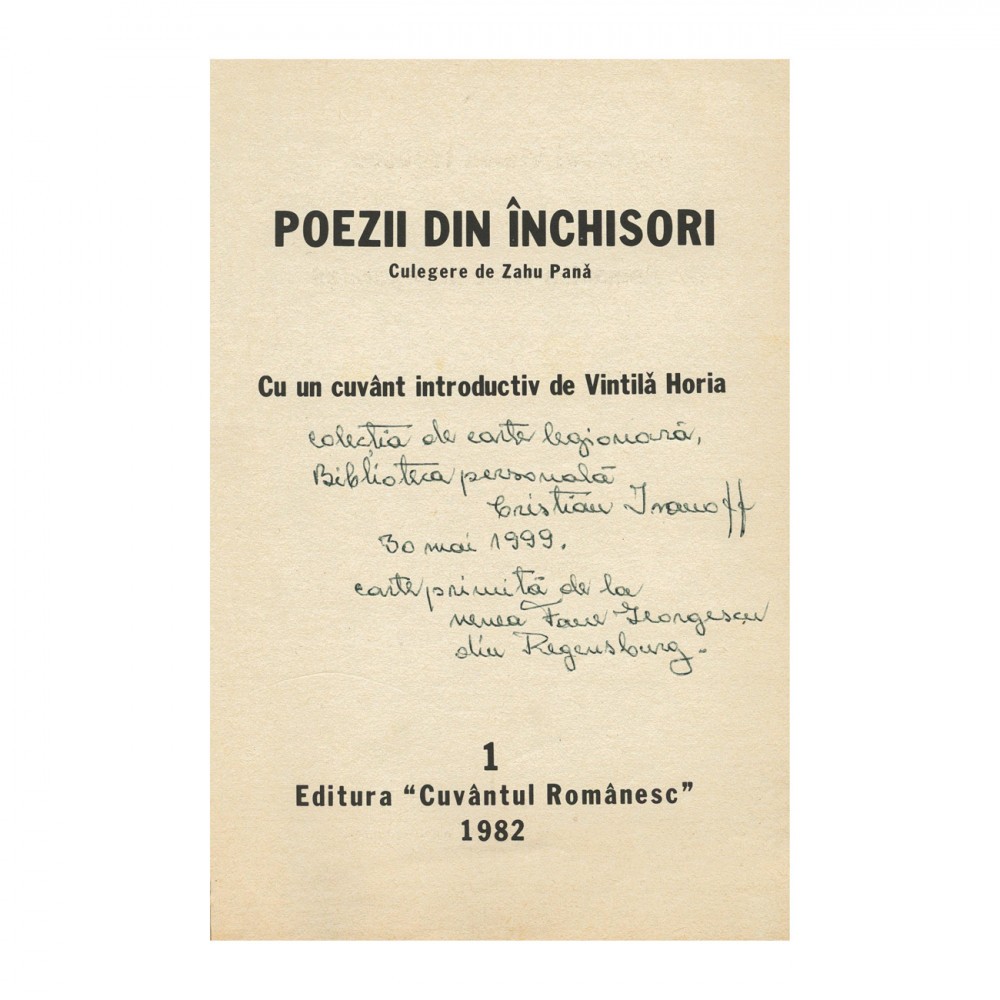 POEZII DIN ÎNCHISORI
Culegere de Zahu Pană
Cu un cuvânt introductiv de Vintilă Horia
colecția de carte legionară,
Biblioteca personală
Cristian Ivanoff
30 mai 1999.
carte primită de la
nenea Fane Georgescu
din Regensburg.
1
Editura “Cuvântul Românesc”
1982